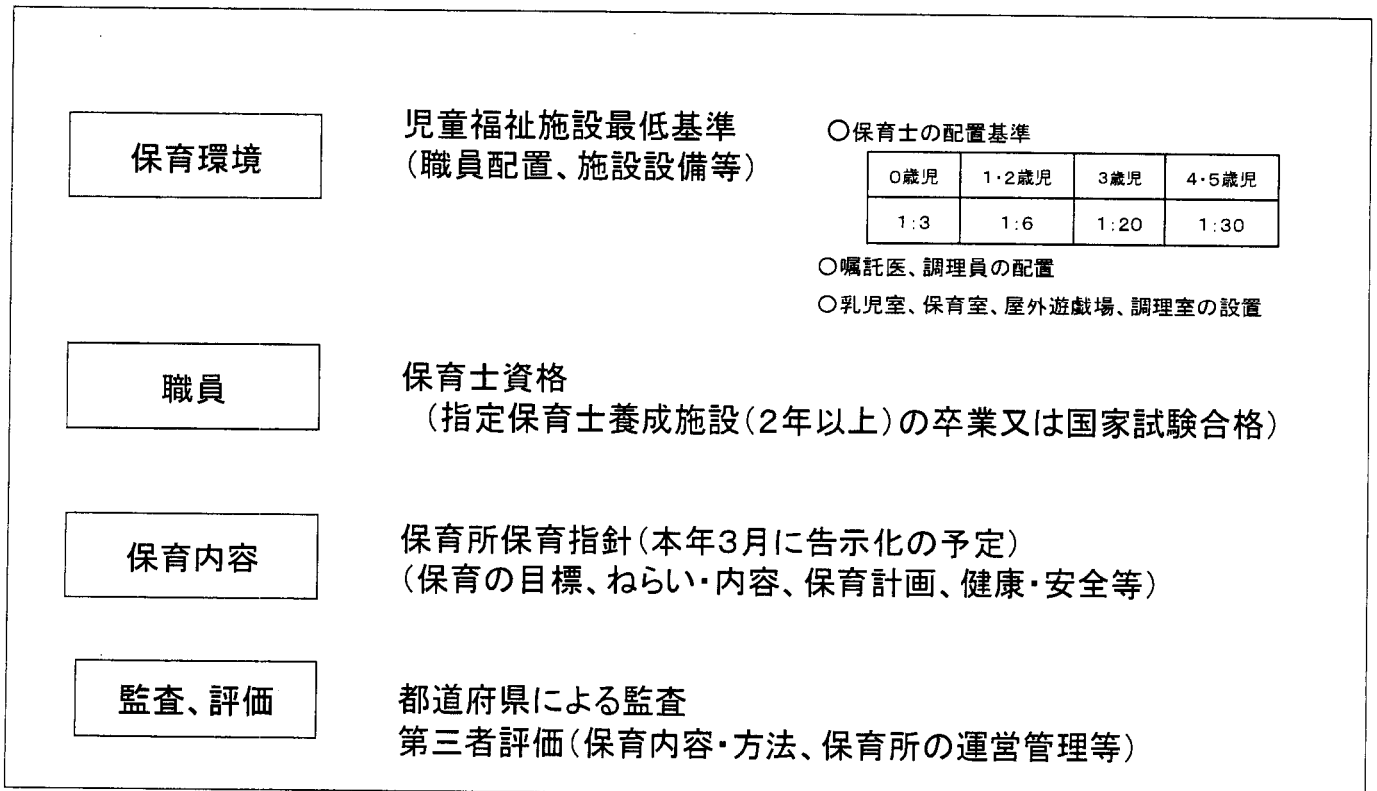 保育環境
児童福祉施設最低基準
(職員配置、施設設備等)
○保育士の配置基準
0歳児 1・2歳児 3歳児 4・5歳児
1:3 1:6 1:20 1:30
○嘱託医、調理員の配置
○乳児室、保育室、屋外遊戯場、調理室の設置
職員
保育士資格
(指定保育士養成施設(2年以上)の卒業又は国家試験合格)
保育内容
保育所保育指針(本年3月に告示化の予定)
(保育の目標、ねらい・内容、保育計画、健康・安全等)
監査、評価
都道府県による監査
第三者評価(保育内容・方法、保育所の運営管理等)